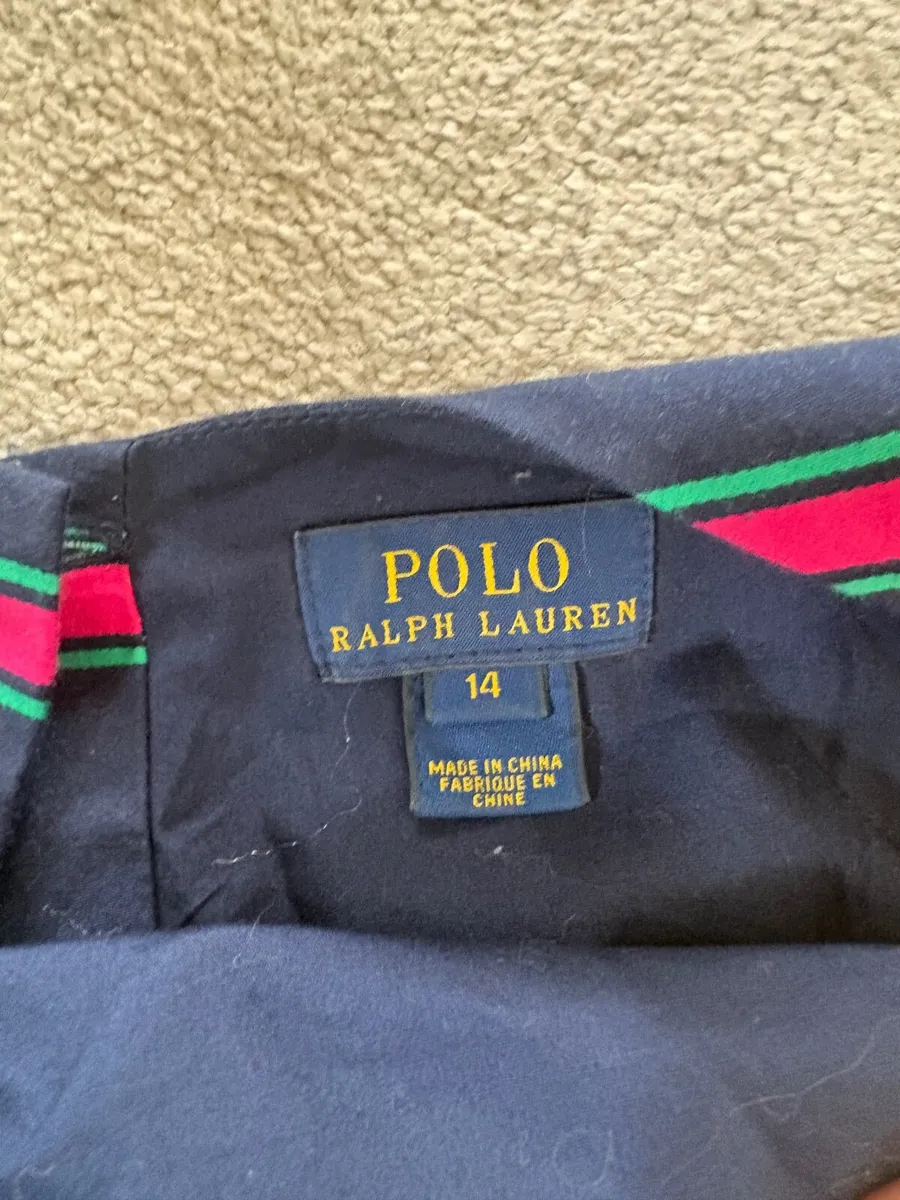 POLO
RALPH LAUREN
14
MADE IN CHINA
FABRIQUE EN
CHINE